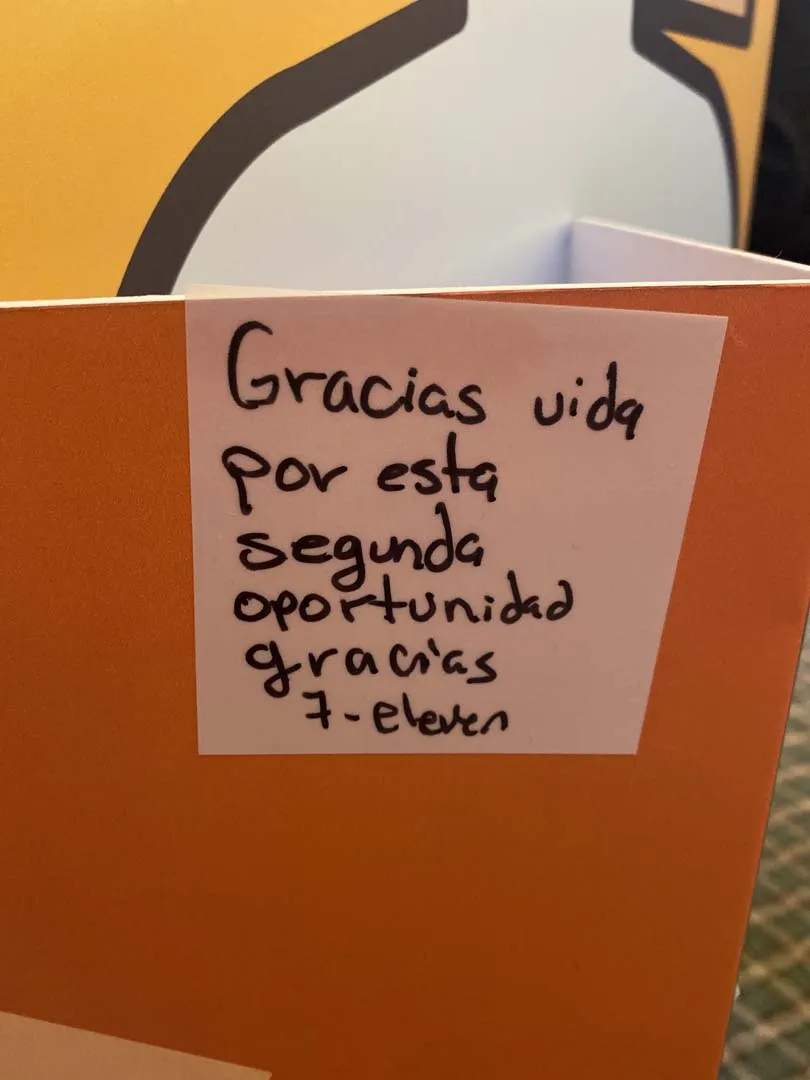 Gracias vida
por esta
segunda
oportunidad
gracias
7-eleven